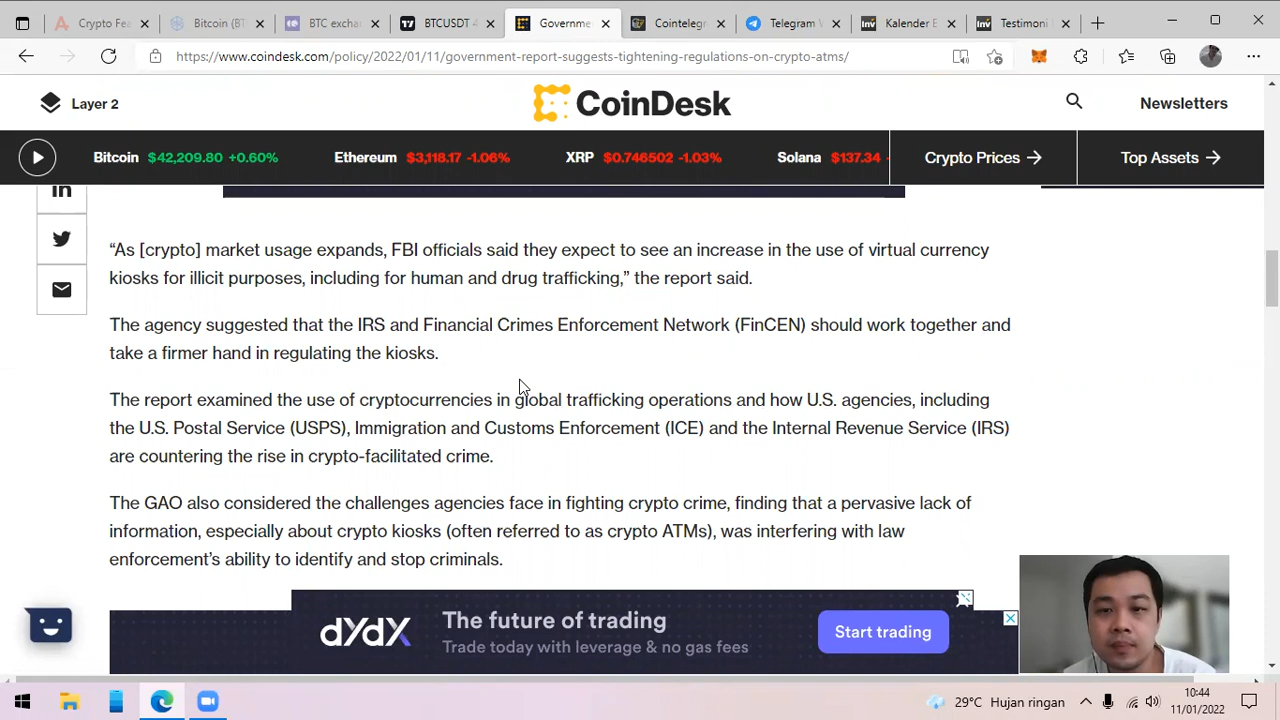 Crypto Fea
Bitcoin (BT
BTC exchar
BTCUSDT 4
Governme
Cointelegra
Telegram W
Kalender E
Testimoni
https://www.coindesk.com/policy/2022/01/11/government-report-suggests-tightening-regulations-on-crypto-atms/
Layer 2
CoinDesk
Newsletters
Bitcoin $42,209.80 +0.60%
Ethereum $3,118.17 -1.06%
XRP $0.746502 -1.03%
Solana $137.34 -
Crypto Prices →
Top Assets →
“As [crypto] market usage expands, FBI officials said they expect to see an increase in the use of virtual currency
kiosks for illicit purposes, including for human and drug trafficking,” the report said.
The agency suggested that the IRS and Financial Crimes Enforcement Network (FinCEN) should work together and
take a firmer hand in regulating the kiosks.
The report examined the use of cryptocurrencies in global trafficking operations and how U.S. agencies, including
the U.S. Postal Service (USPS), Immigration and Customs Enforcement (ICE) and the Internal Revenue Service (IRS)
are countering the rise in crypto-facilitated crime.
The GAO also considered the challenges agencies face in fighting crypto crime, finding that a pervasive lack of
information, especially about crypto kiosks (often referred to as crypto ATMs), was interfering with law
enforcement’s ability to identify and stop criminals.
dYdX
The future of trading
Trade today with leverage & no gas fees
Start trading
29°C Hujan ringan
10:44
11/01/2022